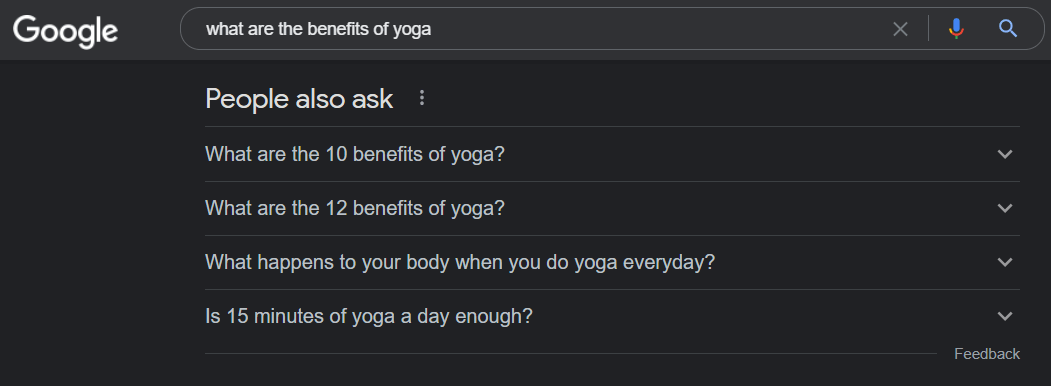 Google
what are the benefits of yoga
People also ask
What are the 10 benefits of yoga?
What are the 12 benefits of yoga?
What happens to your body when you do yoga everyday?
Is 15 minutes of yoga a day enough?
Feedback